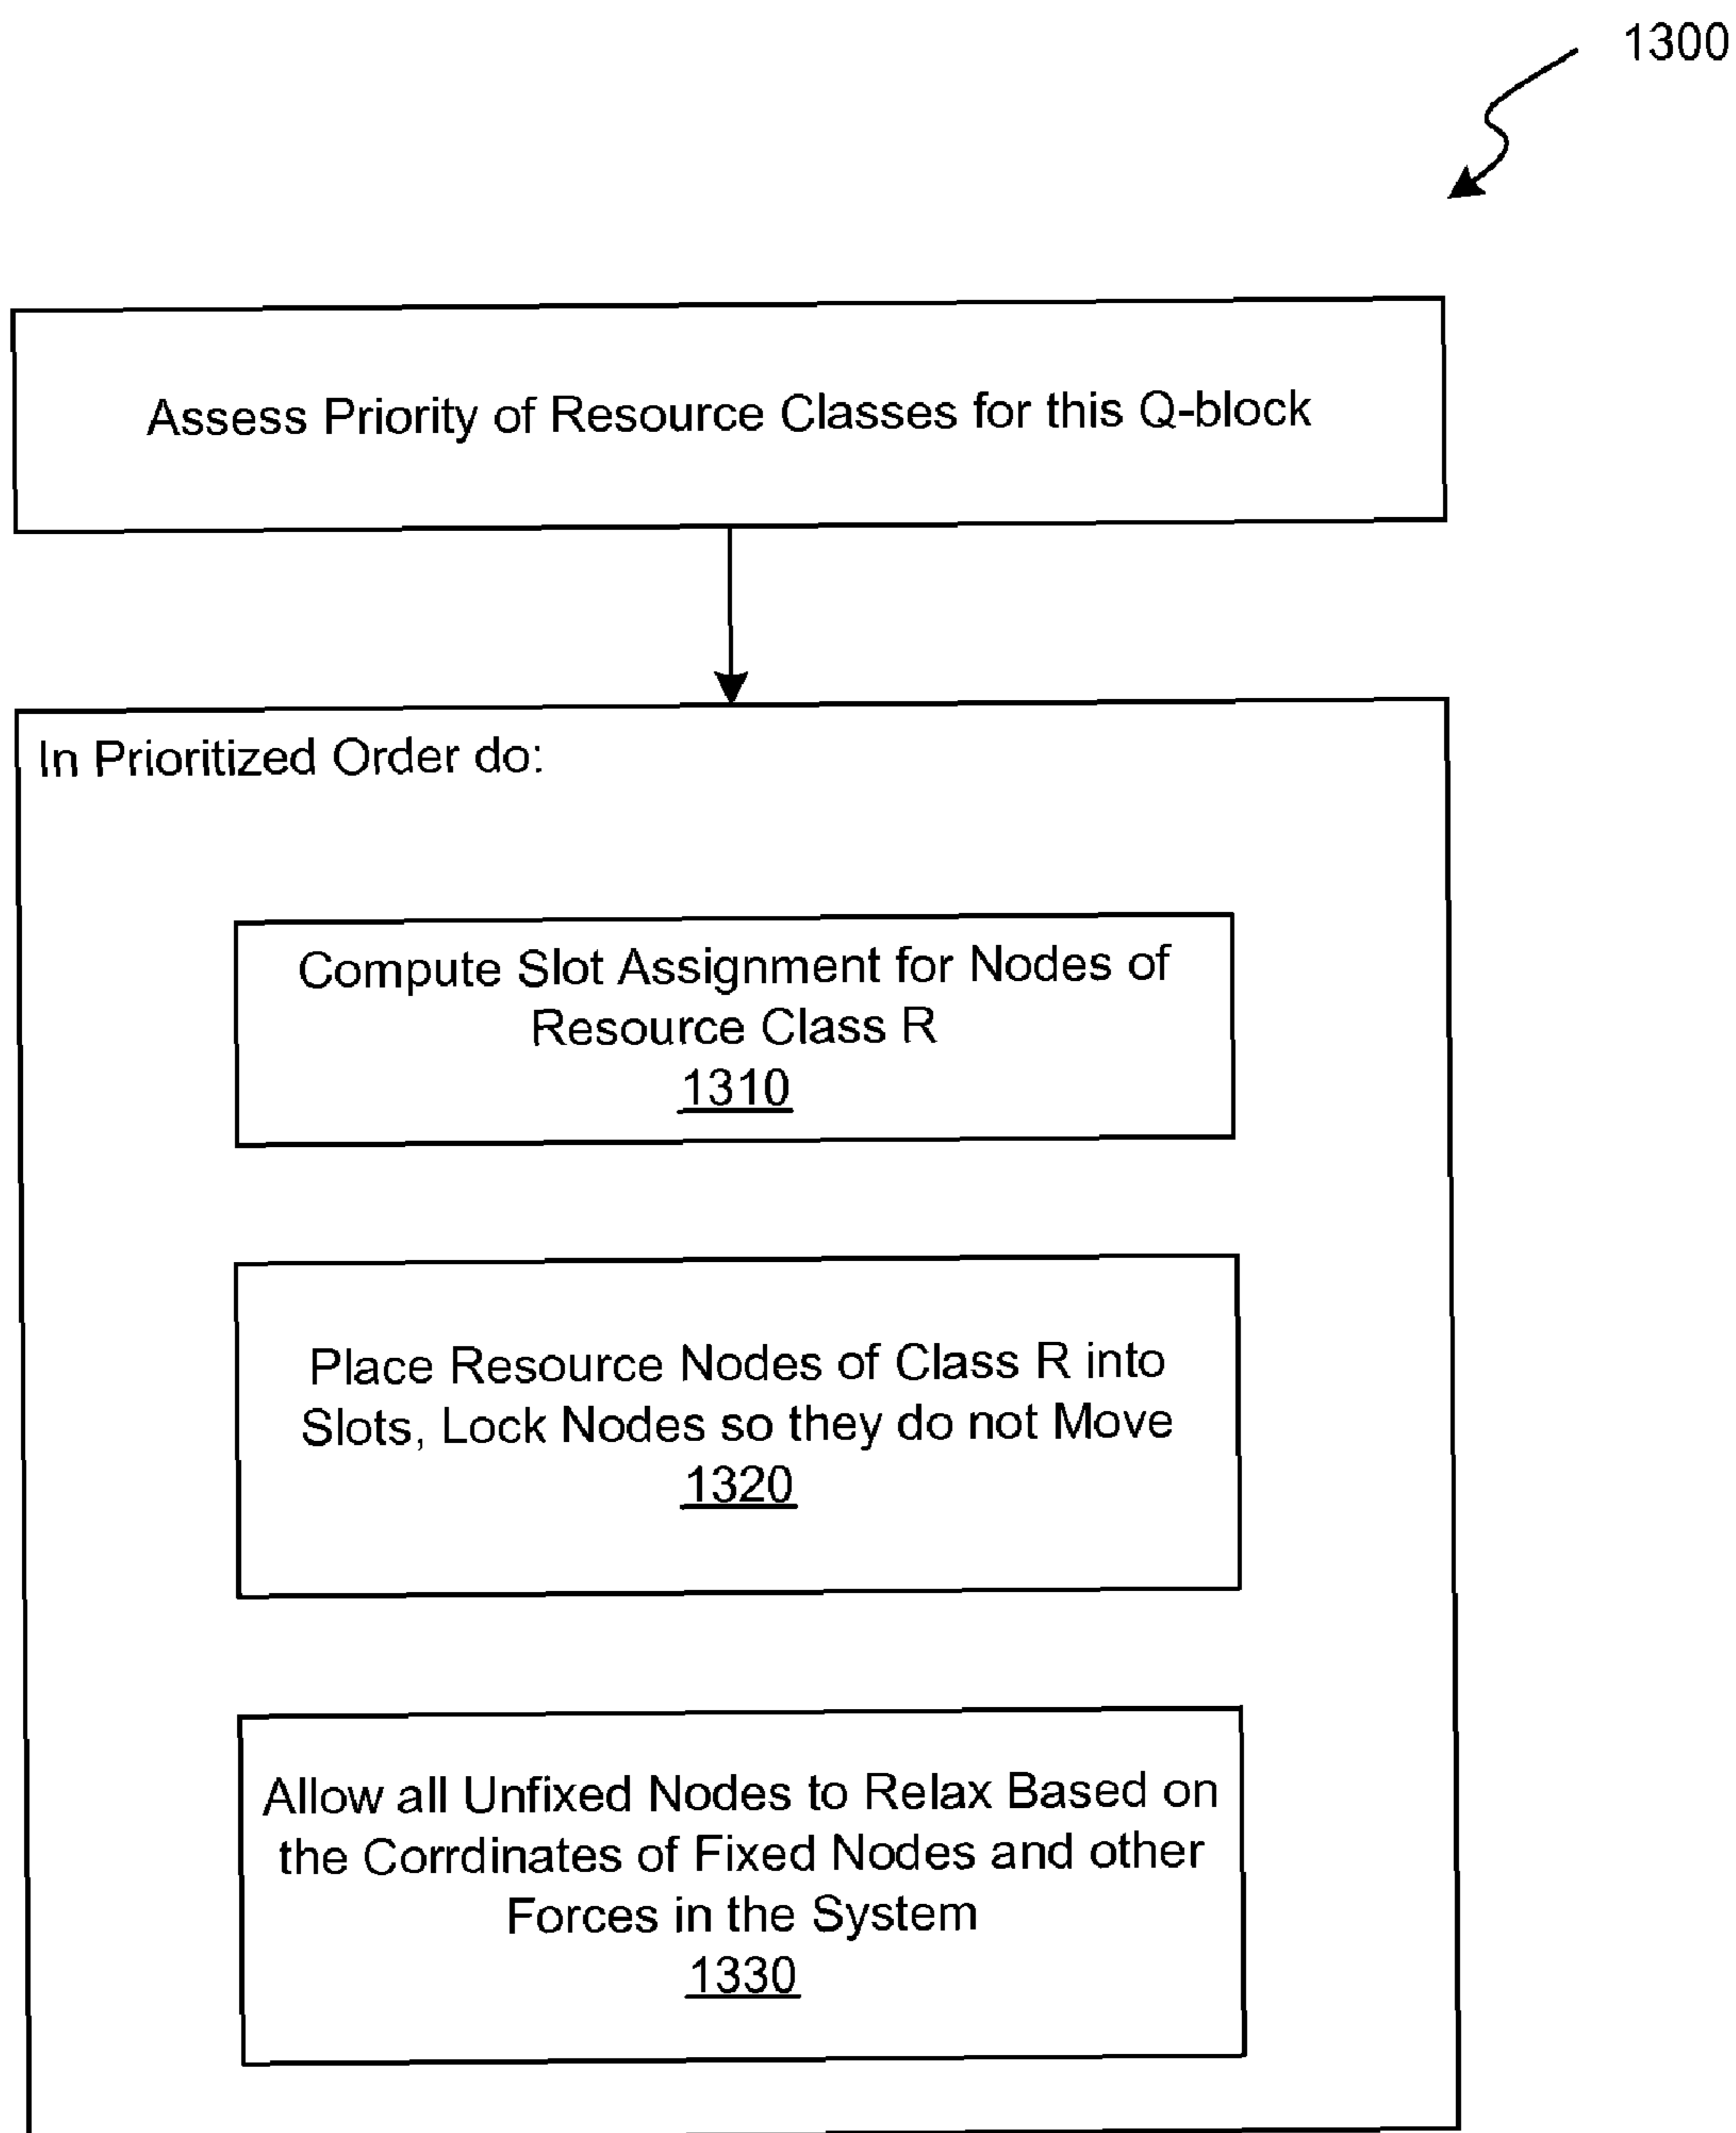 1300
Assess Priority of Resource Classes for this Q-block
In Prioritized Order do:
Compute Slot Assignment for Nodes of
Resource Class R
1310
Place Resource Nodes of Class R into
Slots, Lock Nodes so they do not Move
1320
Allow all Unfixed Nodes to Relax Based on
the Corrdinates of Fixed Nodes and other
Forces in the System
1330